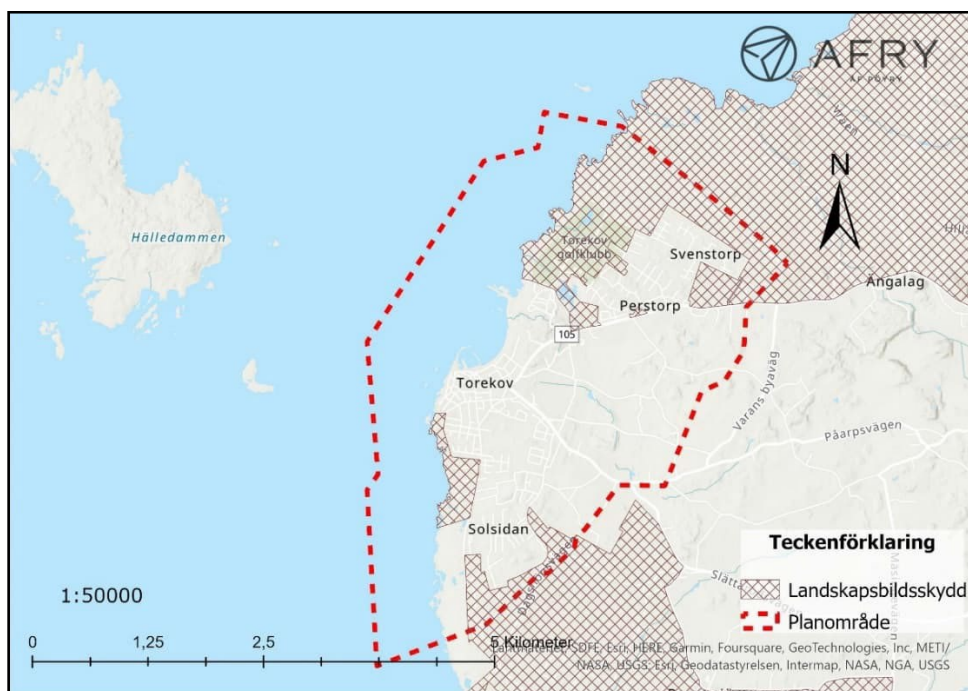 AFRY
ÅF PÖYRY
N
Hälledammen
Torekov
golfklubb
Svenstorp
Perstorp
Ängalag
105
Torekov
Varans byaväg
Påarpsvägen
Solsidan
Teckenförklaring
Landskapsbildsskydd
Planområde
1:50000
0 1,25 2,5 5 Kilometer
Lantmäteriet, SDFE, Esri, HERE, Garmin, Foursquare, GeoTechnologies, Inc, METI/
NASA, USGS, Esri, Geodatastyrelsen, Intermap, NASA, NGA, USGS